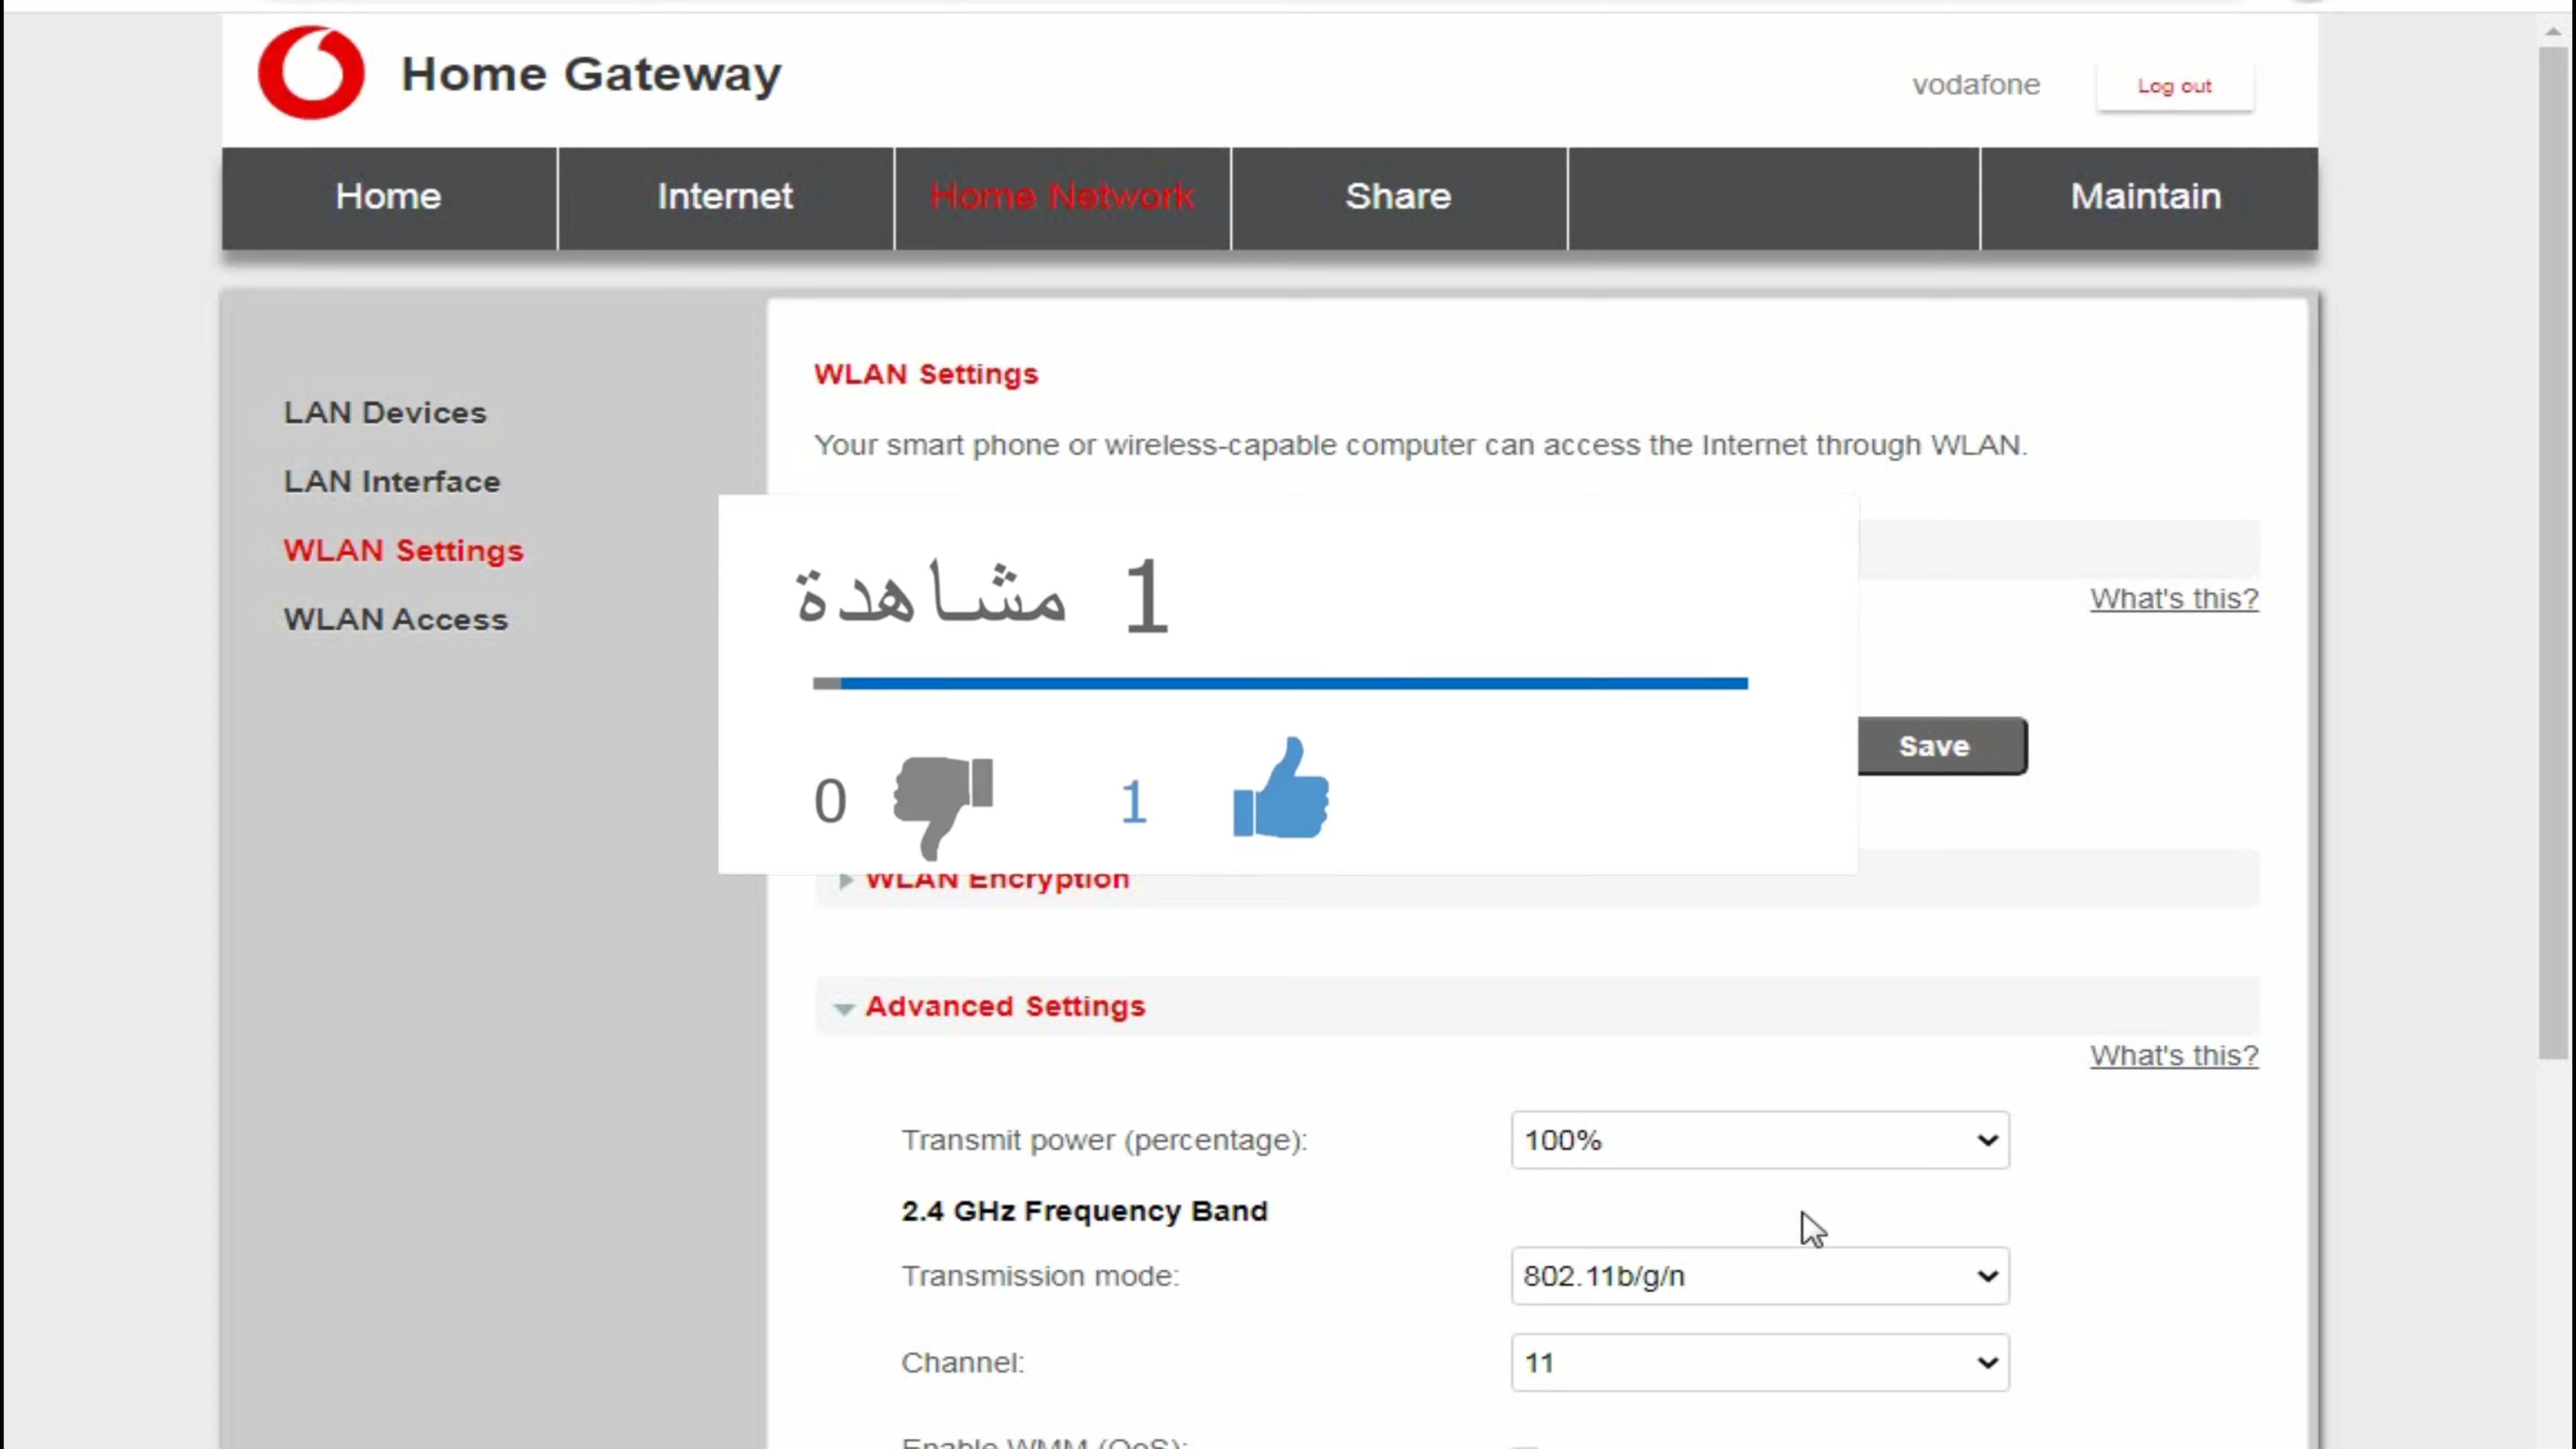 Home Gateway
vodafone
Log out
Home
Internet
Home Network
Share
Maintain
LAN Devices
LAN Interface
WLAN Settings
WLAN Access
WLAN Settings
Your smart phone or wireless-capable computer can access the Internet through WLAN.
What's this?
1 مشاهدة
0
1
Save
WLAN Encryption
Advanced Settings
What's this?
Transmit power (percentage):
100%
2.4 GHz Frequency Band
Transmission mode:
802.11b/g/n
Channel:
11
Enable WMM (QoS):